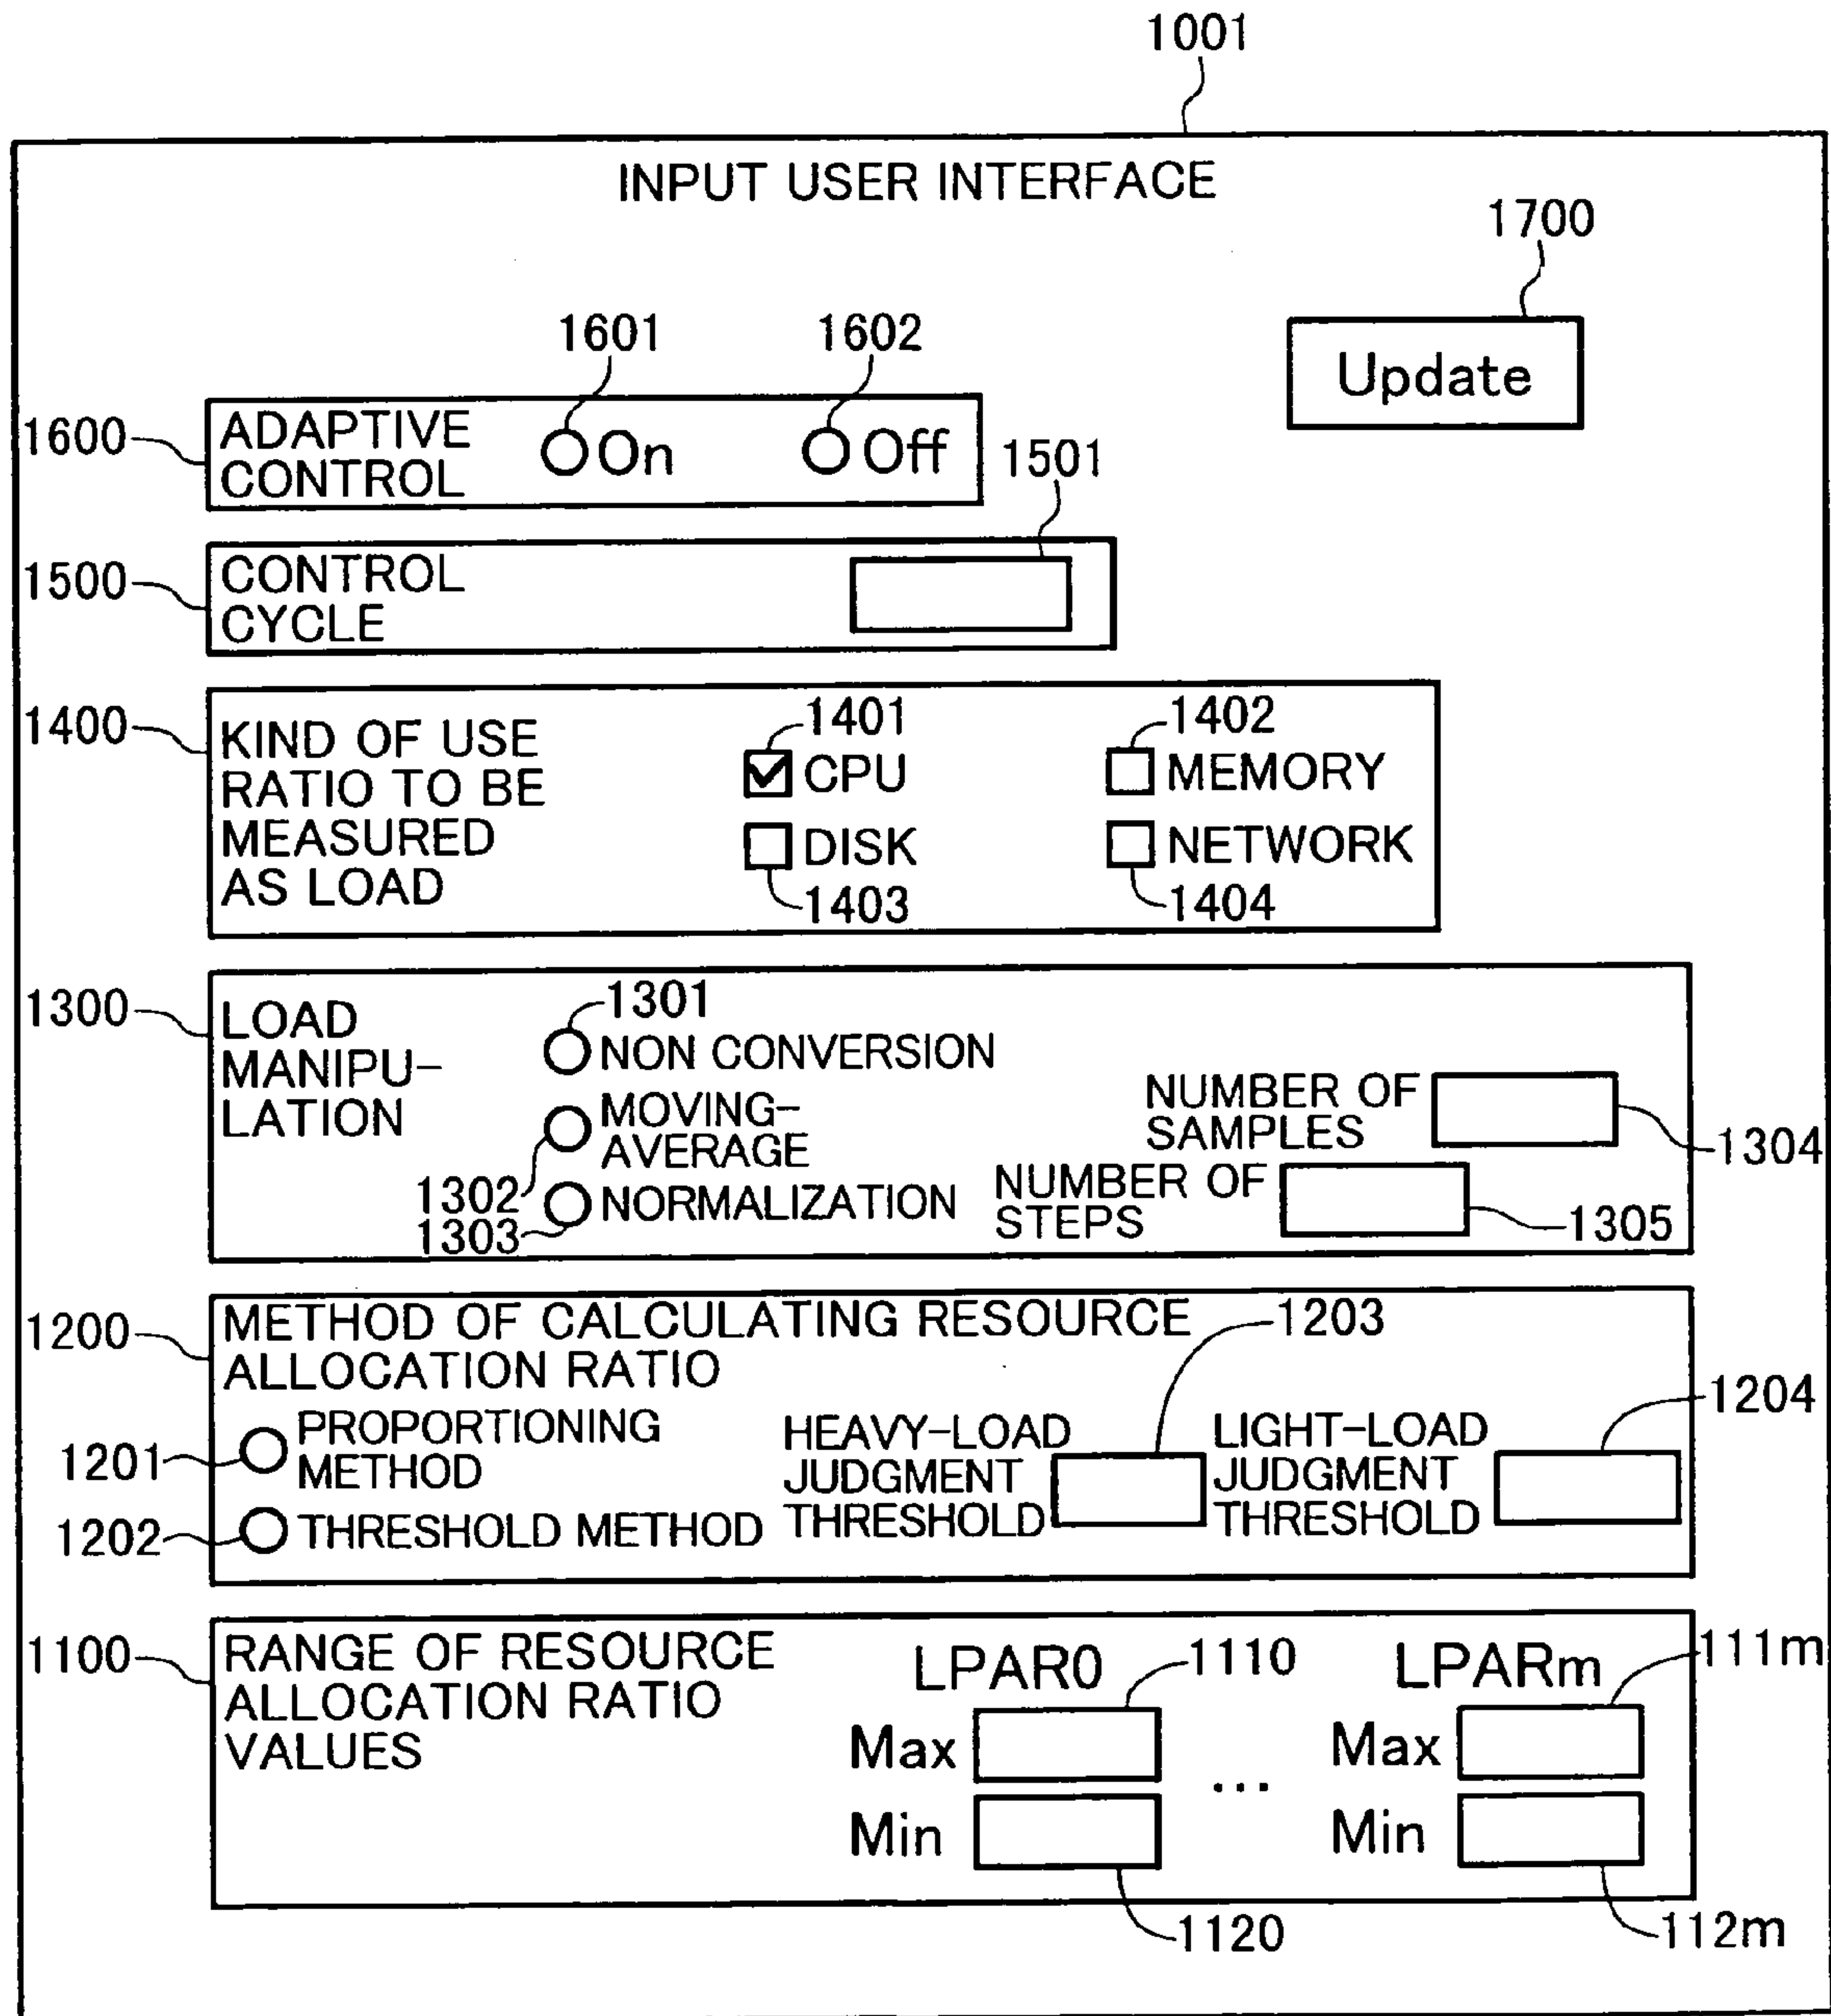 1001
INPUT USER INTERFACE
1700
Update
1601
1602
1600
ADAPTIVE
CONTROL
On
Off
1501
1500
CONTROL
CYCLE
1400
KIND OF USE
RATIO TO BE
MEASURED
AS LOAD
1401
CPU
1402
MEMORY
DISK
1403
NETWORK
1404
1300
LOAD
MANIPU-
LATION
1301
NON CONVERSION
MOVING-
AVERAGE
1302
NORMALIZATION
1303
NUMBER OF
SAMPLES
1304
NUMBER OF
STEPS
1305
1200
METHOD OF CALCULATING RESOURCE
ALLOCATION RATIO
1203
1204
1201
PROPORTIONING
METHOD
1202
THRESHOLD METHOD
HEAVY-LOAD
JUDGMENT
THRESHOLD
LIGHT-LOAD
JUDGMENT
THRESHOLD
1100
RANGE OF RESOURCE
ALLOCATION RATIO
VALUES
LPAR0
1110
Max
Min
1120
...
LPARm
111m
Max
Min
112m